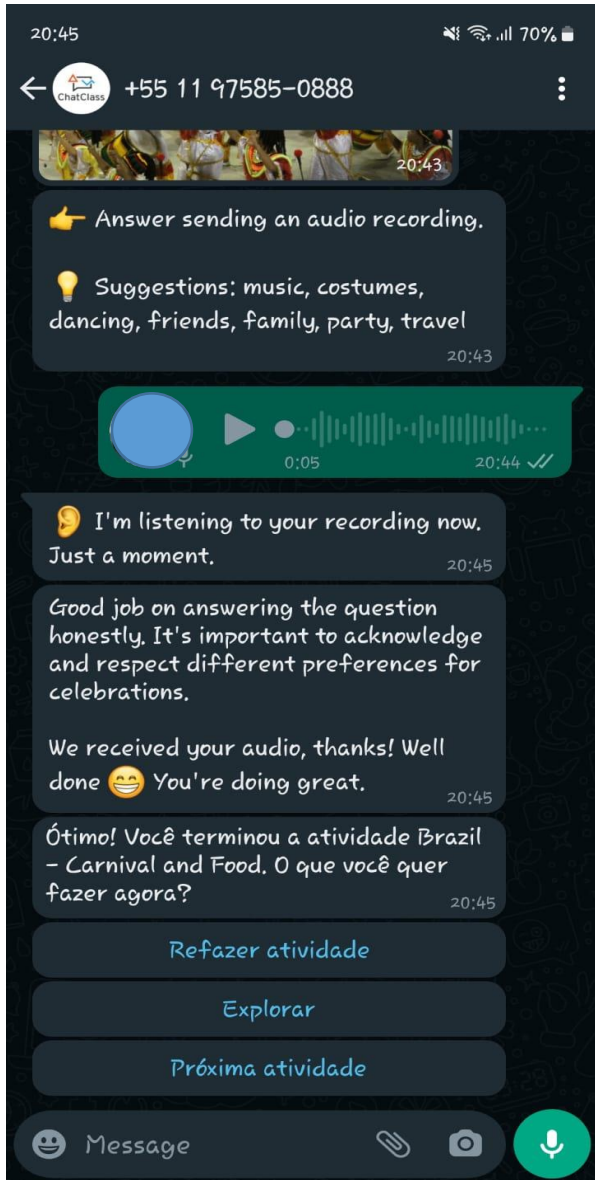 20:45
70%
ChatClass
+55 11 97585-0888
20:43
👉 Answer sending an audio recording.
💡 Suggestions: music, costumes,
dancing, friends, family, party, travel
20:43
0:05
20:44
👂 I'm listening to your recording now.
Just a moment.
20:45
Good job on answering the question
honestly. It's important to acknowledge
and respect different preferences for
celebrations.
We received your audio, thanks! Well
done 😁 You're doing great.
20:45
Ótimo! Você terminou a atividade Brazil
– Carnival and Food. O que você quer
fazer agora?
20:45
Refazer atividade
Explorar
Próxima atividade
Message